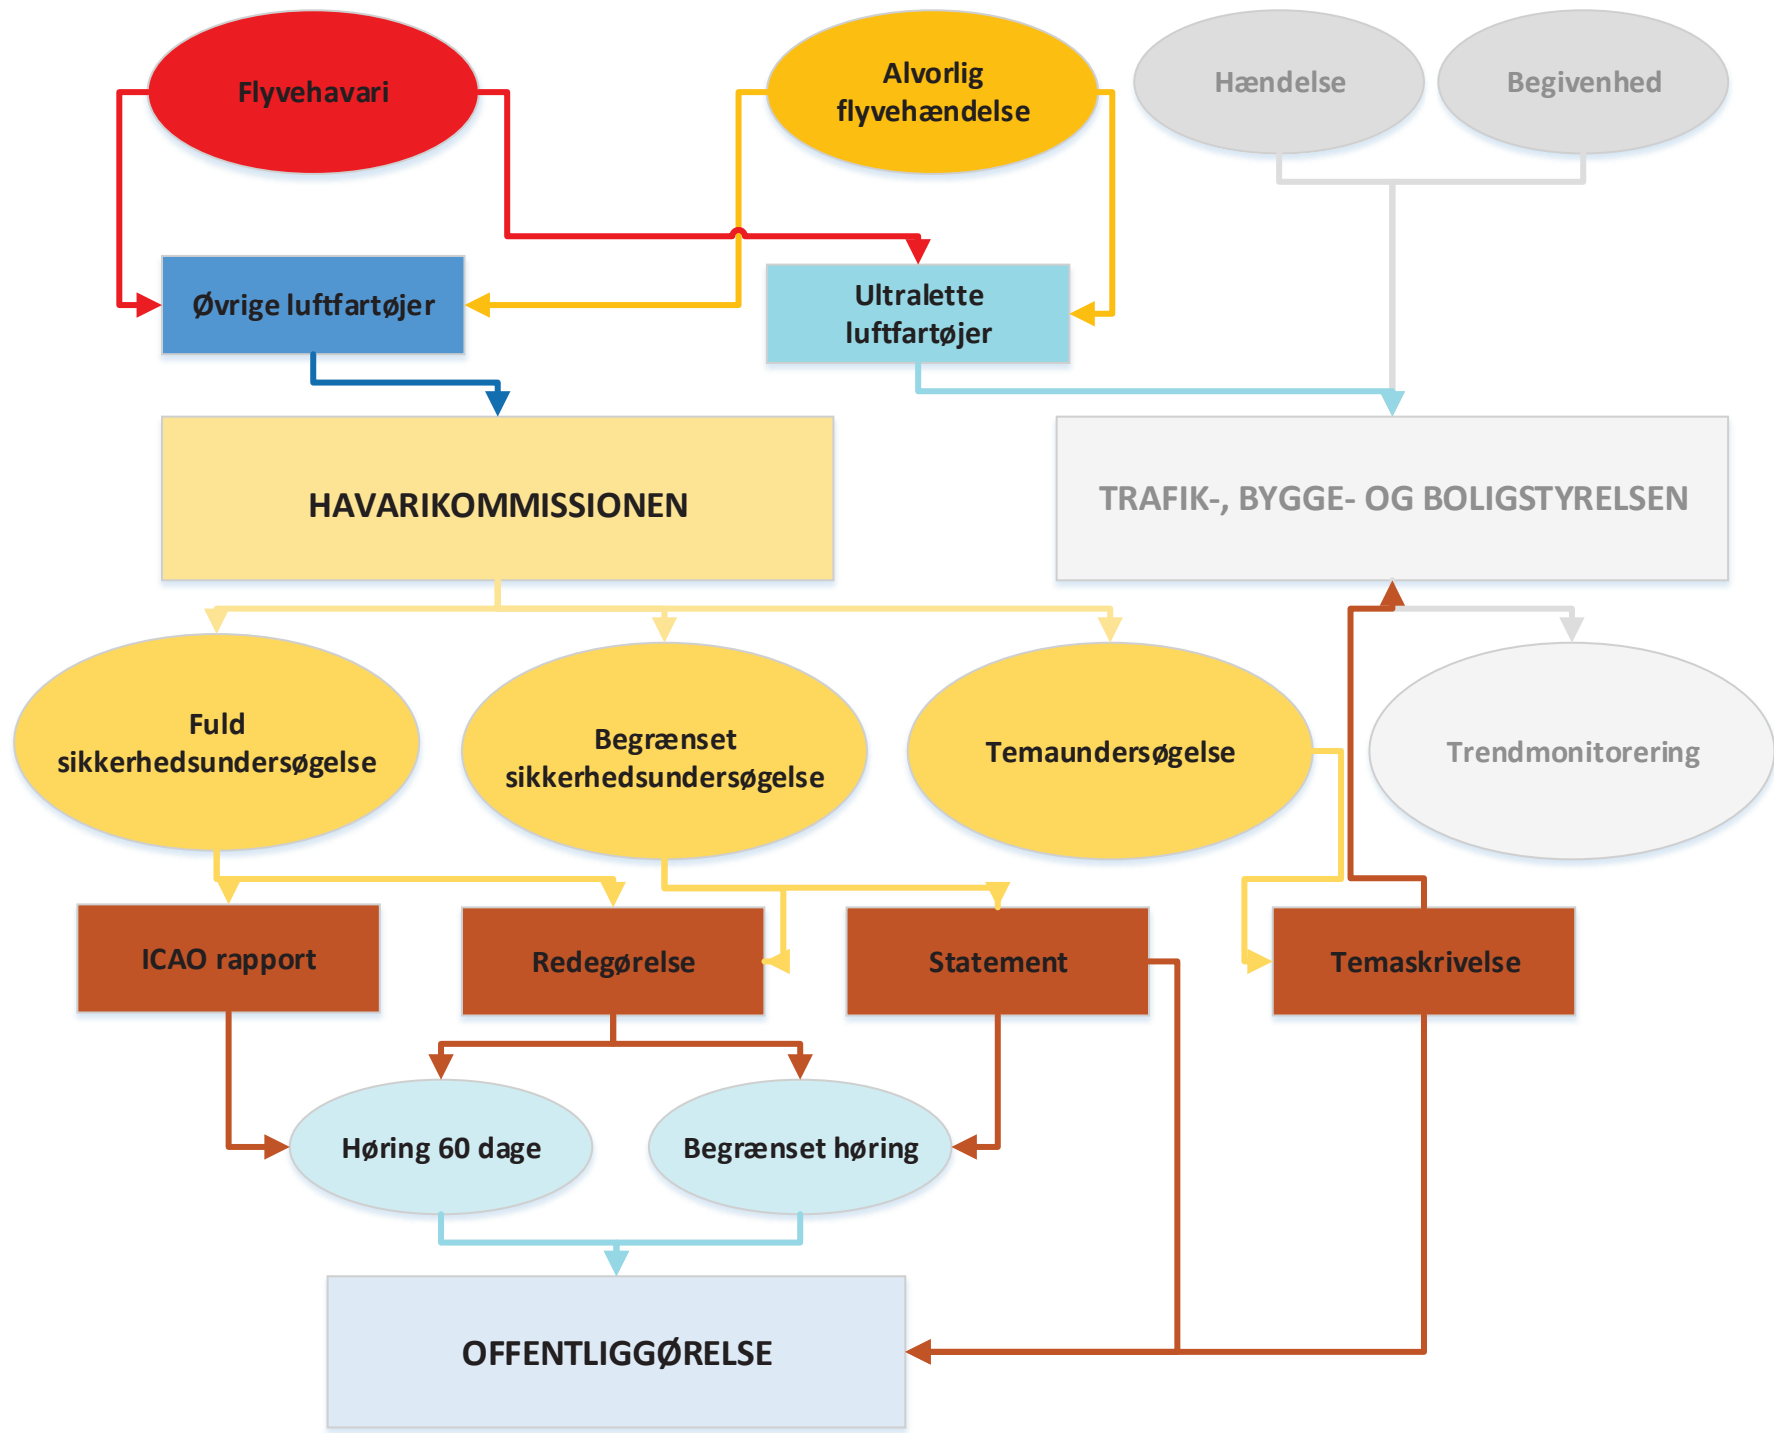 Flyvehavari
Alvorlig
flyvehændelse
Hændelse
Begivenhed
Øvrige luftfartøjer
Ultralette
luftfartøjer
HAVARIKOMMISSIONEN
TRAFIK-, BYGGE- OG BOLIGSTYRELSEN
Fuld
sikkerhedsundersøgelse
Begrænset
sikkerhedsundersøgelse
Temaundersøgelse
Trendmonitorering
ICAO rapport
Redegørelse
Statement
Temaskrivelse
Høring 60 dage
Begrænset høring
OFFENTLIGGØRELSE